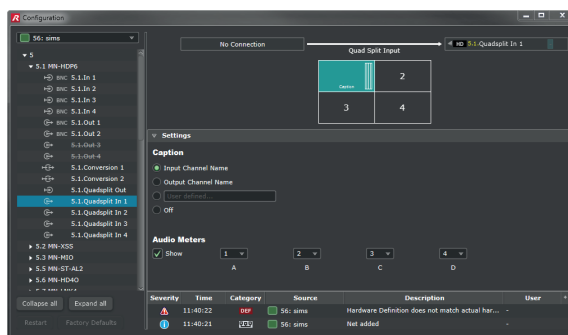 Configuration
56: sims
5
5.1 MN-HDP6
BNC 5.1.In 1
BNC 5.1.In 2
BNC 5.1.In 3
BNC 5.1.In 4
BNC 5.1.Out 1
BNC 5.1.Out 2
5.1.Out 3
5.1.Out 4
5.1.Conversion 1
5.1.Conversion 2
5.1.Quadsplit Out
5.1.Quadsplit In 1
5.1.Quadsplit In 2
5.1.Quadsplit In 3
5.1.Quadsplit In 4
5.2 MN-XSS
5.3 MN-MIO
5.5 MN-ST-AL2
5.6 MN-HD4O
Collapse all
Expand all
Restart
Factory Defaults
No Connection
HD 5.1.Quadsplit In 1
Quad Split Input
Caption
2
3
4
Settings
Caption
Input Channel Name
Output Channel Name
User defined...
Off
Audio Meters
Show
1
2
3
4
A
B
C
D
Severity Time Category Source Description User
11:40:22 DEF 56: sims Hardware Definition does not match actual har... -
11:40:21 56: sims Net added -